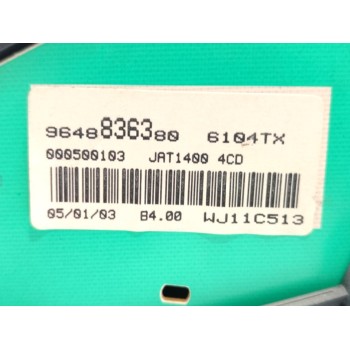 9648836380 6104TX
000500103 JAT1400 4CD
05/01/03 B4.00 WJ11C513